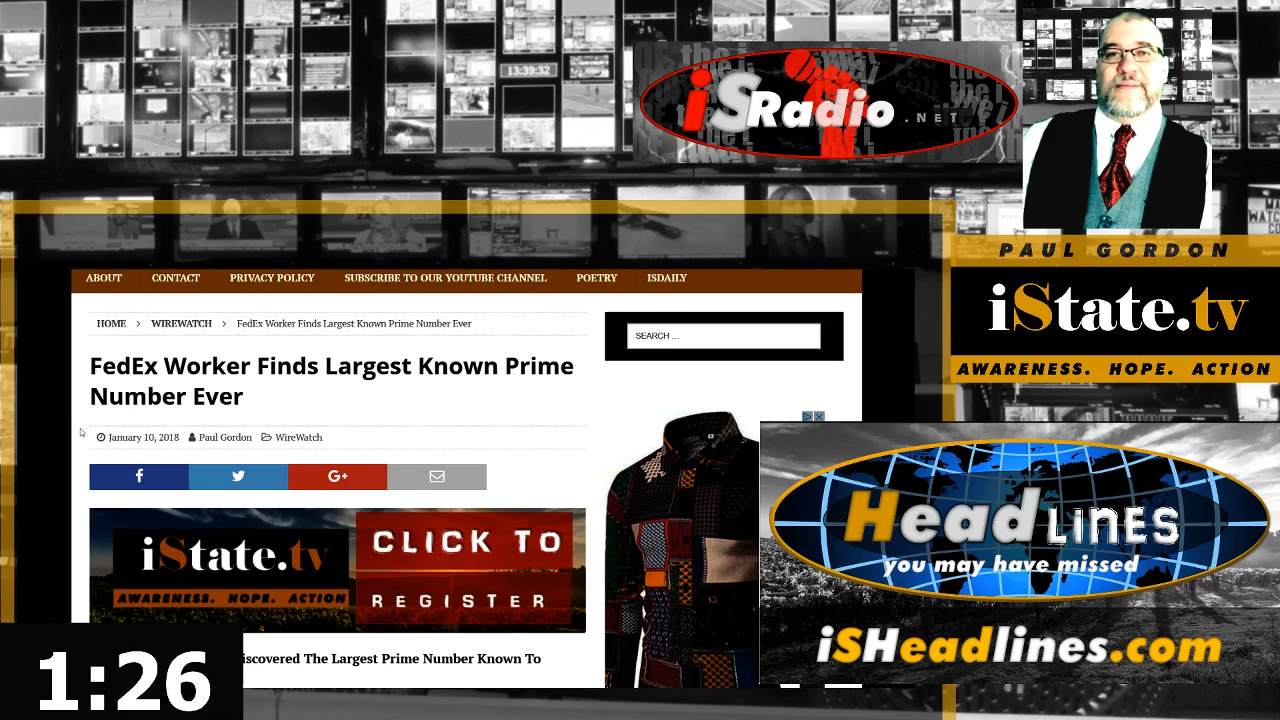 13:39:32
iSRadio.NET
PAUL GORDON
iState.tv
AWARENESS. HOPE. ACTION
ABOUT CONTACT PRIVACY POLICY SUBSCRIBE TO OUR YOUTUBE CHANNEL POETRY ISDAILY
HOME > WIREWATCH > FedEx Worker Finds Largest Known Prime Number Ever
SEARCH ...
FedEx Worker Finds Largest Known Prime
Number Ever
January 10, 2018 Paul Gordon WireWatch
iState.tv
AWARENESS. HOPE. ACTION
CLICK TO
REGISTER
iscovered The Largest Prime Number Known To
HeadLINES
you may have missed
iSHeadlines.com
1:26